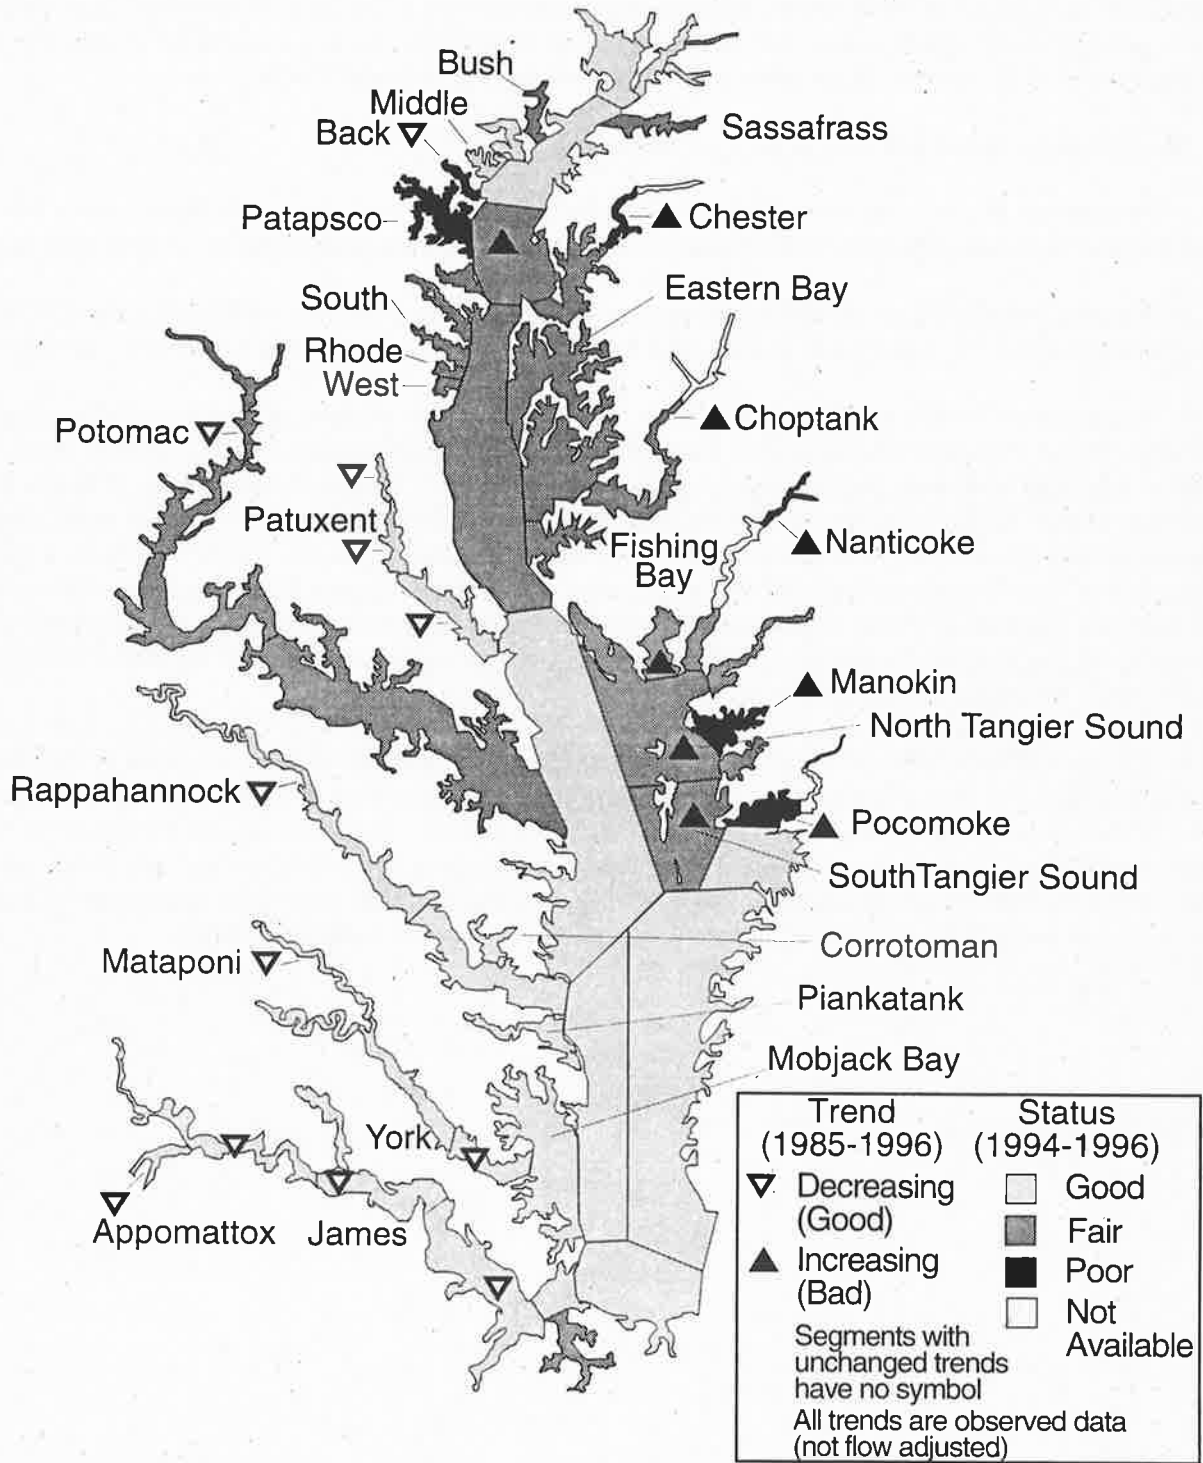 Bush
Middle
Back
Sassafrass
Patapsco
Chester
Eastern Bay
South
Rhode
West
Potomac
Choptank
Patuxent
Fishing
Bay
Nanticoke
Manokin
North Tangier Sound
Rappahannock
Pocomoke
SouthTangier Sound
Corrotoman
Mataponi
Piankatank
Mobjack Bay
York
Appomattox
James
Trend
(1985-1996)
Decreasing
(Good)
Increasing
(Bad)
Segments with
unchanged trends
have no symbol
All trends are observed data
(not flow adjusted)
Status
(1994-1996)
Good
Fair
Poor
Not
Available